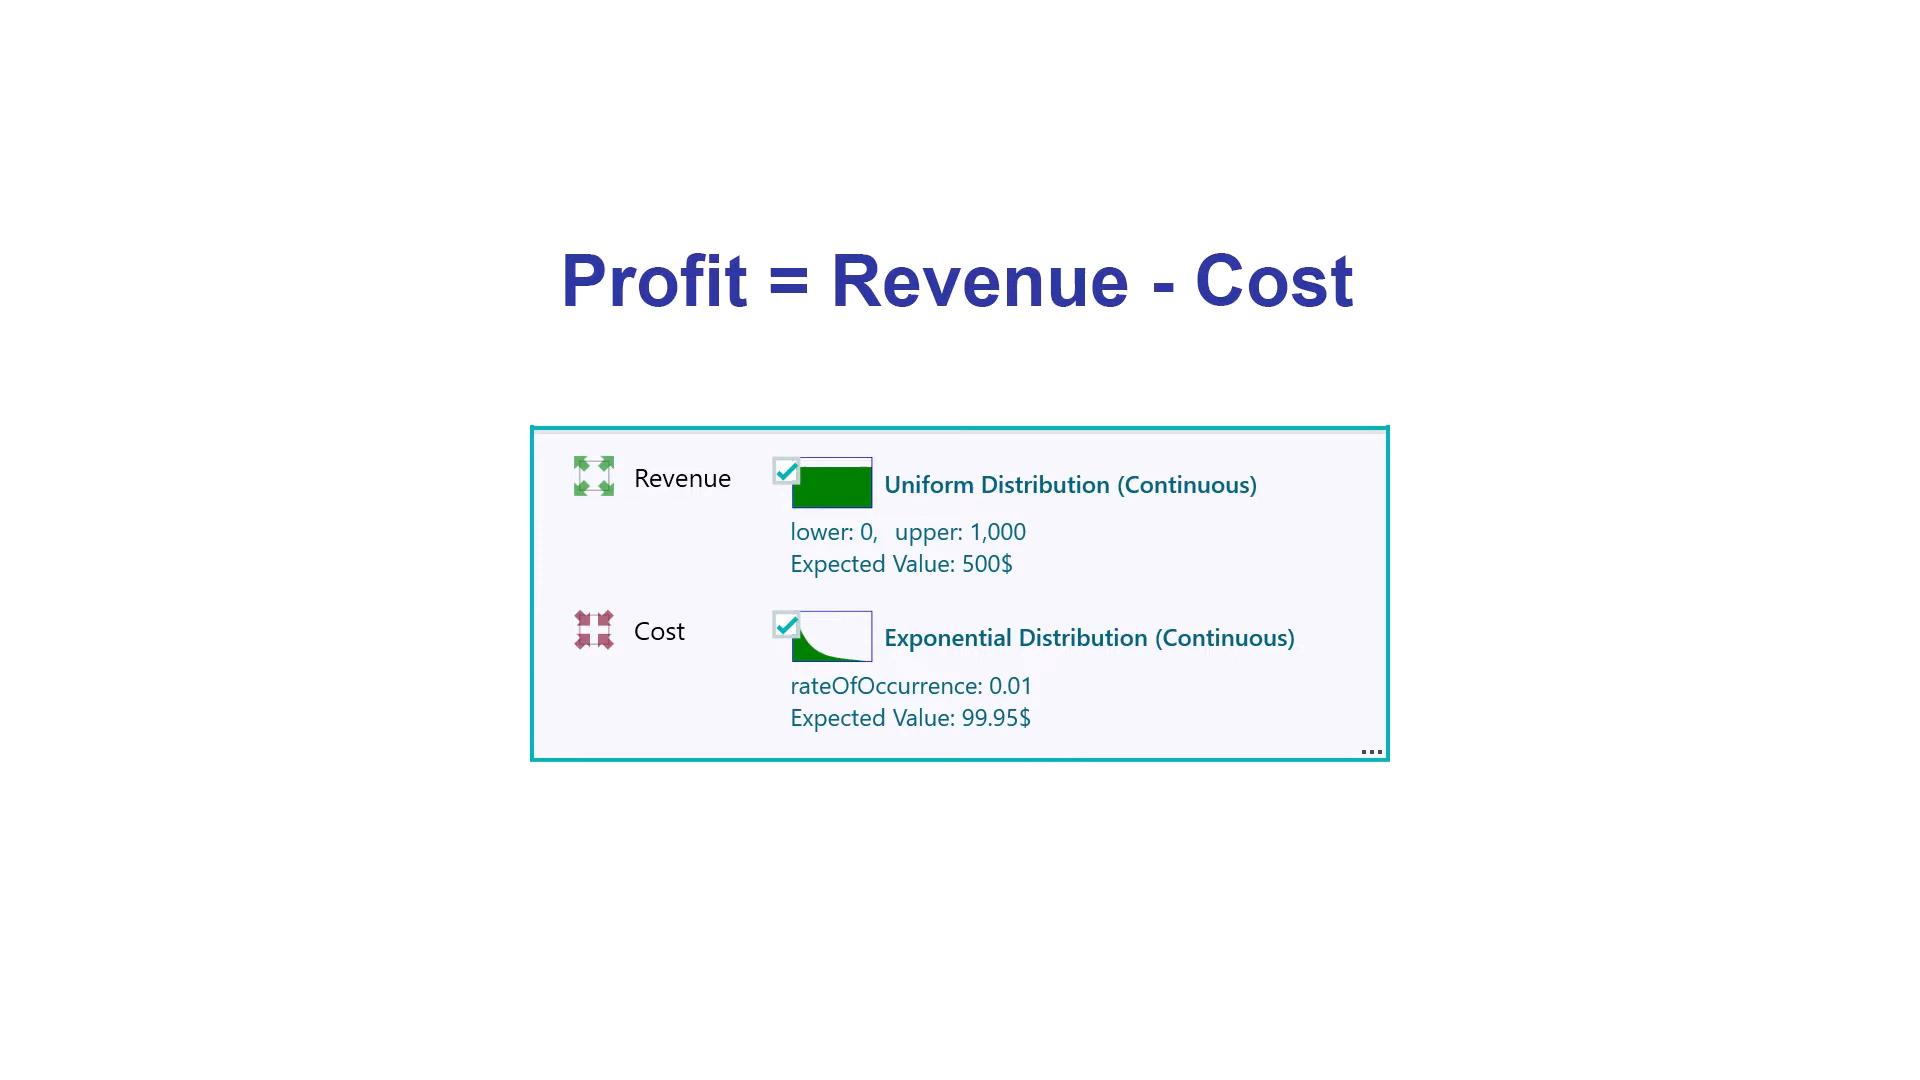 Profit = Revenue - Cost
Revenue
Uniform Distribution (Continuous)
lower: 0, upper: 1,000
Expected Value: 500$
Cost
Exponential Distribution (Continuous)
rateOfOccurrence: 0.01
Expected Value: 99.95$